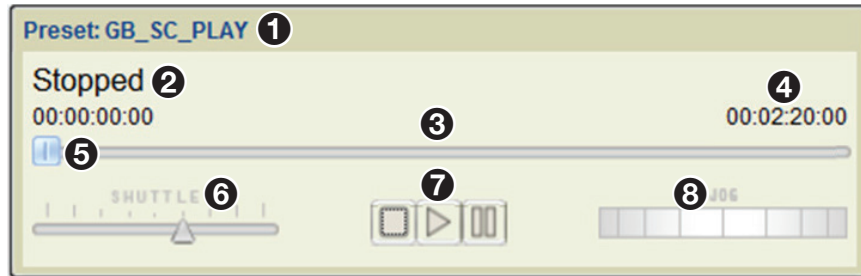 Preset: GB_SC_PLAY 1
Stopped 2
00:00:00:00 3 00:02:20:00 4
5
SHUTTLE 6 7 8 JOG